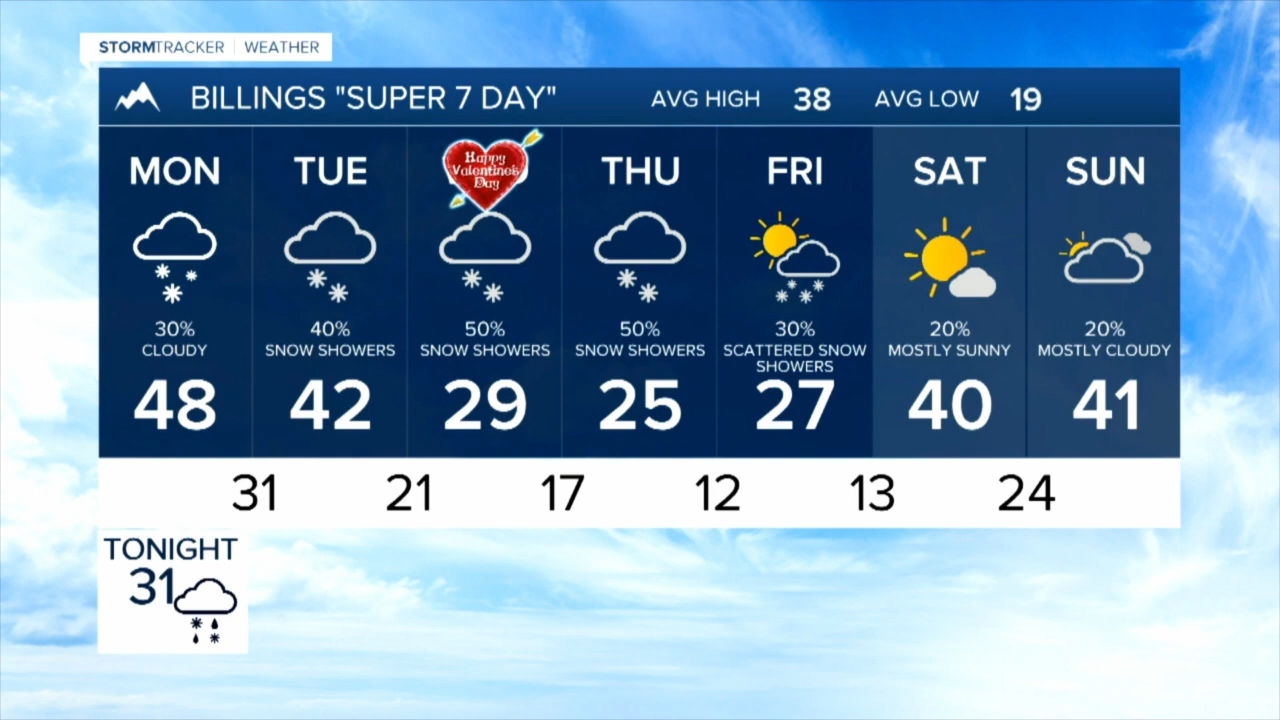 STORMTRACKER | WEATHER
BILLINGS "SUPER 7 DAY" AVG HIGH 38 AVG LOW 19
MON TUE THU FRI SAT SUN
Happy
Valentine's
Day
30% 40% 50% 50% 30% 20% 20%
CLOUDY SNOW SHOWERS SNOW SHOWERS SNOW SHOWERS SCATTERED SNOW MOSTLY SUNNY MOSTLY CLOUDY
SHOWERS
48 42 29 25 27 40 41
31 21 17 12 13 24
TONIGHT
31